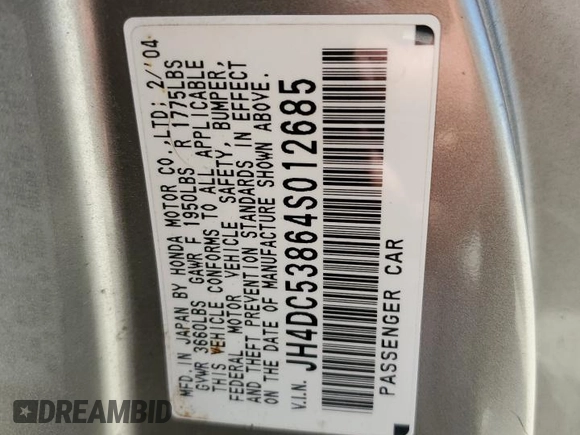 MFD. IN JAPAN BY HONDA MOTOR CO., LTD; 2/'04
GVWR 3660LBS GAWR F 1950LBS R 1775LBS
THIS VEHICLE CONFORMS TO ALL APPLICABLE
FEDERAL MOTOR VEHICLE SAFETY, BUMPER,
AND THEFT PREVENTION STANDARDS IN EFFECT
ON THE DATE OF MANUFACTURE SHOWN ABOVE.
V.I.N. JH4DC53864S012685
PASSENGER CAR
DREAMBID